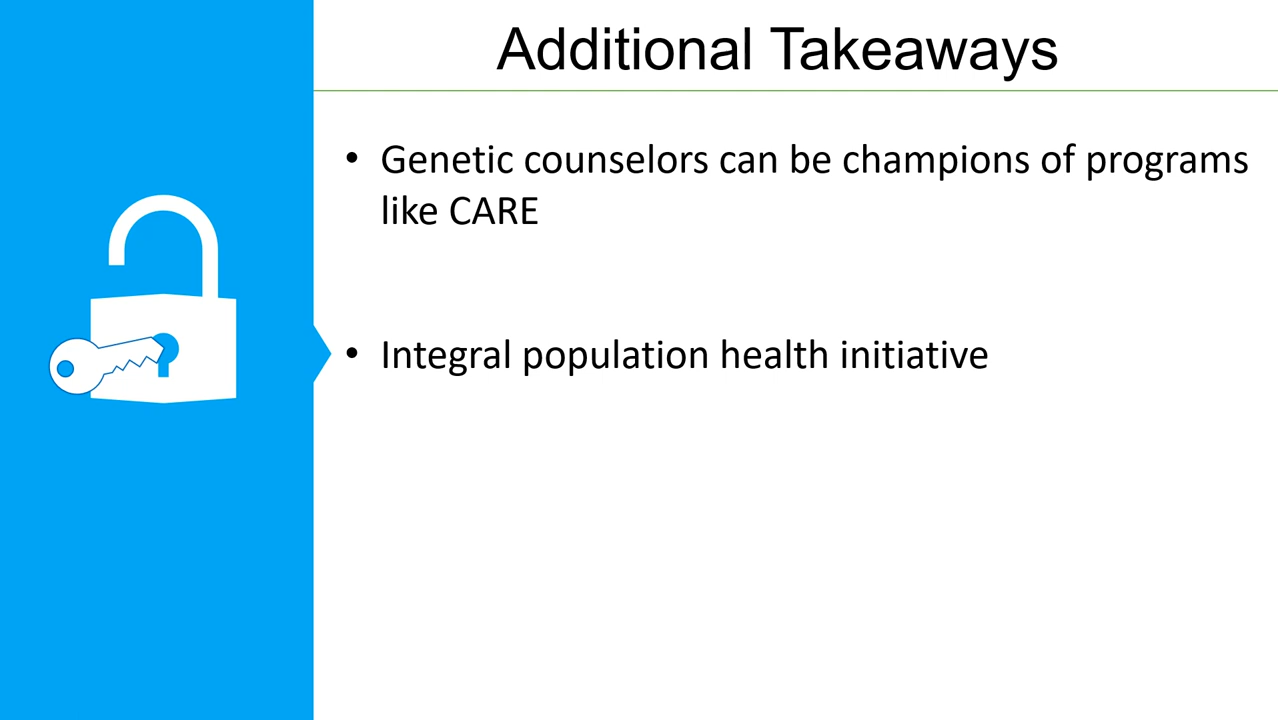 Additional Takeaways
• Genetic counselors can be champions of programs
like CARE
• Integral population health initiative